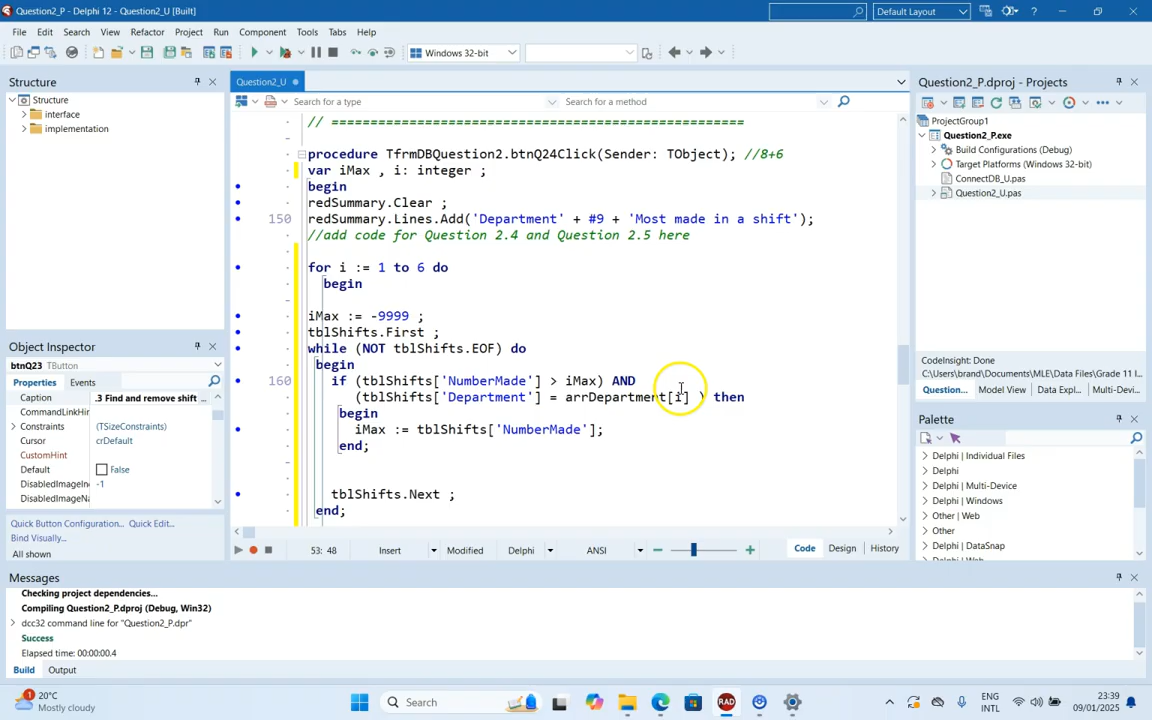 Question2_P - Delphi 12 - Question2_U [Built]
Default Layout
File Edit Search View Refactor Project Run Component Tools Tabs Help
Windows 32-bit
Structure
Structure
interface
implementation
Object Inspector
btnQ23 TButton
Properties Events
Caption .3 Find and remove shift ...
CommandLinkHin
Constraints (TSizeConstraints)
Cursor crDefault
CustomHint
Default False
DisabledImageIn -1
DisabledImageNa
Quick Button Configuration... Quick Edit...
Bind Visually...
All shown
Question2_U
Search for a type Search for a method
// =====================================================
procedure TfrmDBQuestion2.btnQ24Click(Sender: TObject); //8+6
var iMax , i: integer ;
begin
redSummary.Clear ;
150 redSummary.Lines.Add('Department' + #9 + 'Most made in a shift');
//add code for Question 2.4 and Question 2.5 here
for i := 1 to 6 do
begin
iMax := -9999 ;
tblShifts.First ;
while (NOT tblShifts.EOF) do
begin
160 if (tblShifts['NumberMade'] > iMax) AND
(tblShifts['Department'] = arrDepartment[i] ) then
begin
iMax := tblShifts['NumberMade'];
end;
tblShifts.Next ;
end;
53: 48 Insert Modified Delphi ANSI Code Design History
Question2_P.dproj - Projects
ProjectGroup1
Question2_P.exe
Build Configurations (Debug)
Target Platforms (Windows 32-bit)
ConnectDB_U.pas
Question2_U.pas
CodeInsight: Done
C:\Users\brand\Documents\MLE\Data Files\Grade 11 I
Question... Model View Data Expl... Multi-Devi...
Palette
Delphi | Individual Files
Delphi
Delphi | Multi-Device
Delphi | Windows
Other | Web
Other
Delphi | DataSnap
Messages
Checking project dependencies...
Compiling Question2_P.dproj (Debug, Win32)
dcc32 command line for "Question2_P.dpr"
Success
Elapsed time: 00:00:00.4
Build Output
20°C
Mostly cloudy
Search
RAD
ENG
INTL
23:39
09/01/2025